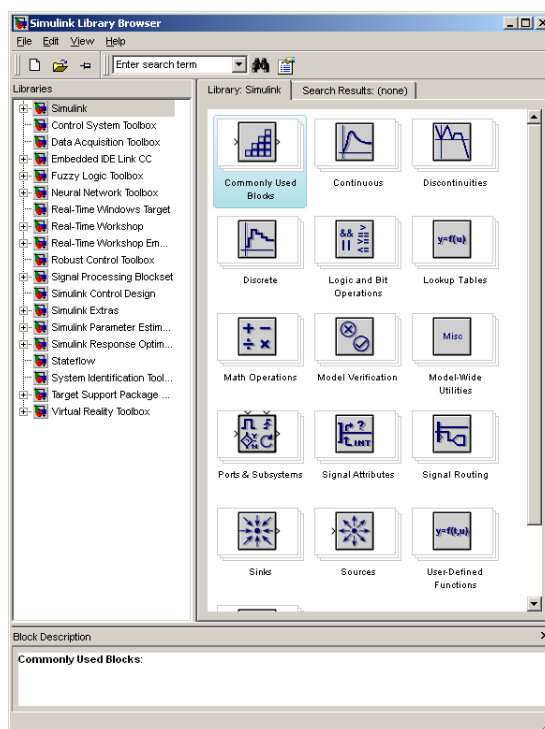 Simulink Library Browser
File Edit View Help
Enter search term
Libraries
Library: Simulink
Search Results: (none)
Simulink
Control System Toolbox
Data Acquisition Toolbox
Embedded IDE Link CC
Fuzzy Logic Toolbox
Neural Network Toolbox
Real-Time Windows Target
Real-Time Workshop
Real-Time Workshop Em...
Robust Control Toolbox
Signal Processing Blockset
Simulink Control Design
Simulink Extras
Simulink Parameter Estim...
Simulink Response Optim...
Stateflow
System Identification Tool...
Target Support Package ...
Virtual Reality Toolbox
Commonly Used
Blocks
Continuous
Discontinuities
&& >
|| ==
<=
y=f(u)
Discrete
Logic and Bit
Operations
Lookup Tables
+ −
÷ ×
Misc
Math Operations
Model Verification
Model-Wide
Utilities
Y
N
?
INT
Ports & Subsystems
Signal Attributes
Signal Routing
y=f(t,u)
Sinks
Sources
User-Defined
Functions
Block Description
Commonly Used Blocks: